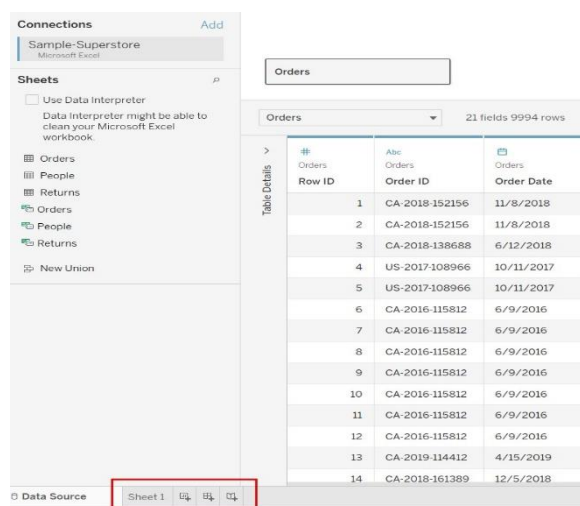 Connections Add
Sample-Superstore
Microsoft Excel
Sheets
Use Data Interpreter
Data Interpreter might be able to
clean your Microsoft Excel
workbook.
Orders
People
Returns
Orders
People
Returns
New Union
Orders
Orders 21 fields 9994 rows
Table Details
# Abc
Orders Orders Orders
Row ID Order ID Order Date
1 CA-2018-152156 11/8/2018
2 CA-2018-152156 11/8/2018
3 CA-2018-138688 6/12/2018
4 US-2017-108966 10/11/2017
5 US-2017-108966 10/11/2017
6 CA-2016-115812 6/9/2016
7 CA-2016-115812 6/9/2016
8 CA-2016-115812 6/9/2016
9 CA-2016-115812 6/9/2016
10 CA-2016-115812 6/9/2016
11 CA-2016-115812 6/9/2016
12 CA-2016-115812 6/9/2016
13 CA-2019-114412 4/15/2019
14 CA-2018-161389 12/5/2018
Data Source Sheet 1